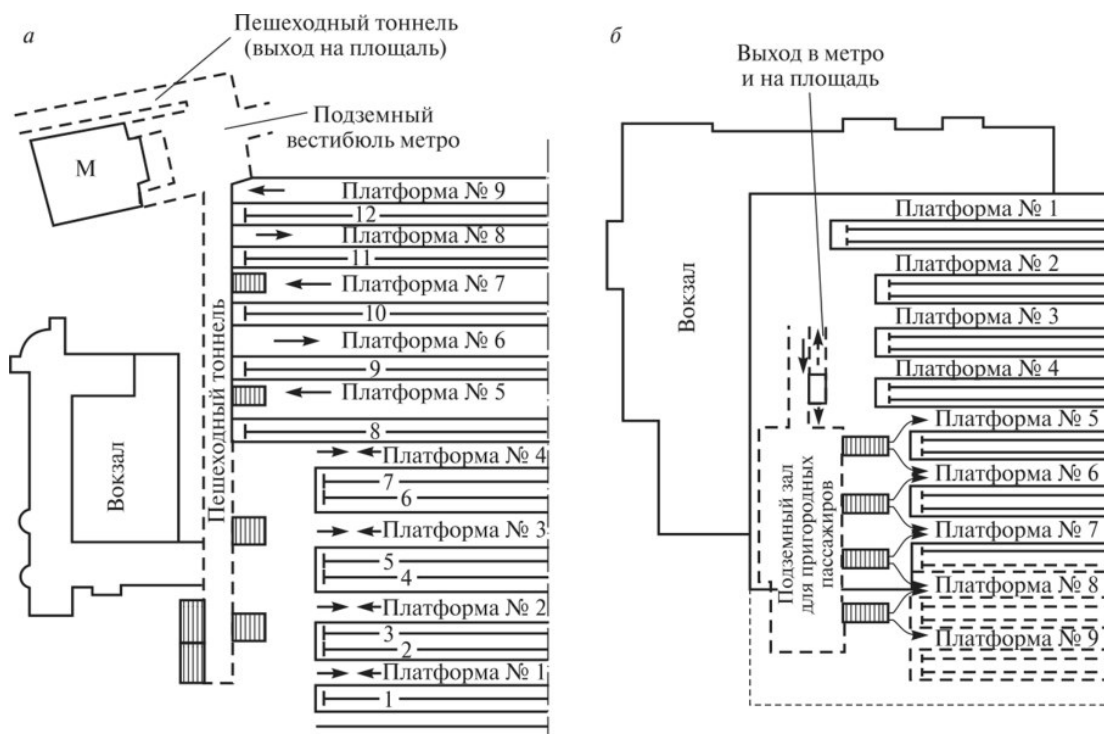 а
Пешеходный тоннель
(выход на площаль)
Подземный
вестибюль метро
М
Платформа № 9
12
Платформа № 8
11
Платформа № 7
10
Платформа № 6
9
Платформа № 5
8
Платформа № 4
7
6
Платформа № 3
5
4
Платформа № 2
3
2
Платформа № 1
1
Пешеходный тоннель
Вокзал
б
Выход в метро
и на площадь
Вокзал
Платформа № 1
Платформа № 2
Платформа № 3
Платформа № 4
Платформа № 5
Платформа № 6
Платформа № 7
Платформа № 8
Платформа № 9
Подземный зал
для пригородных
пассажиров